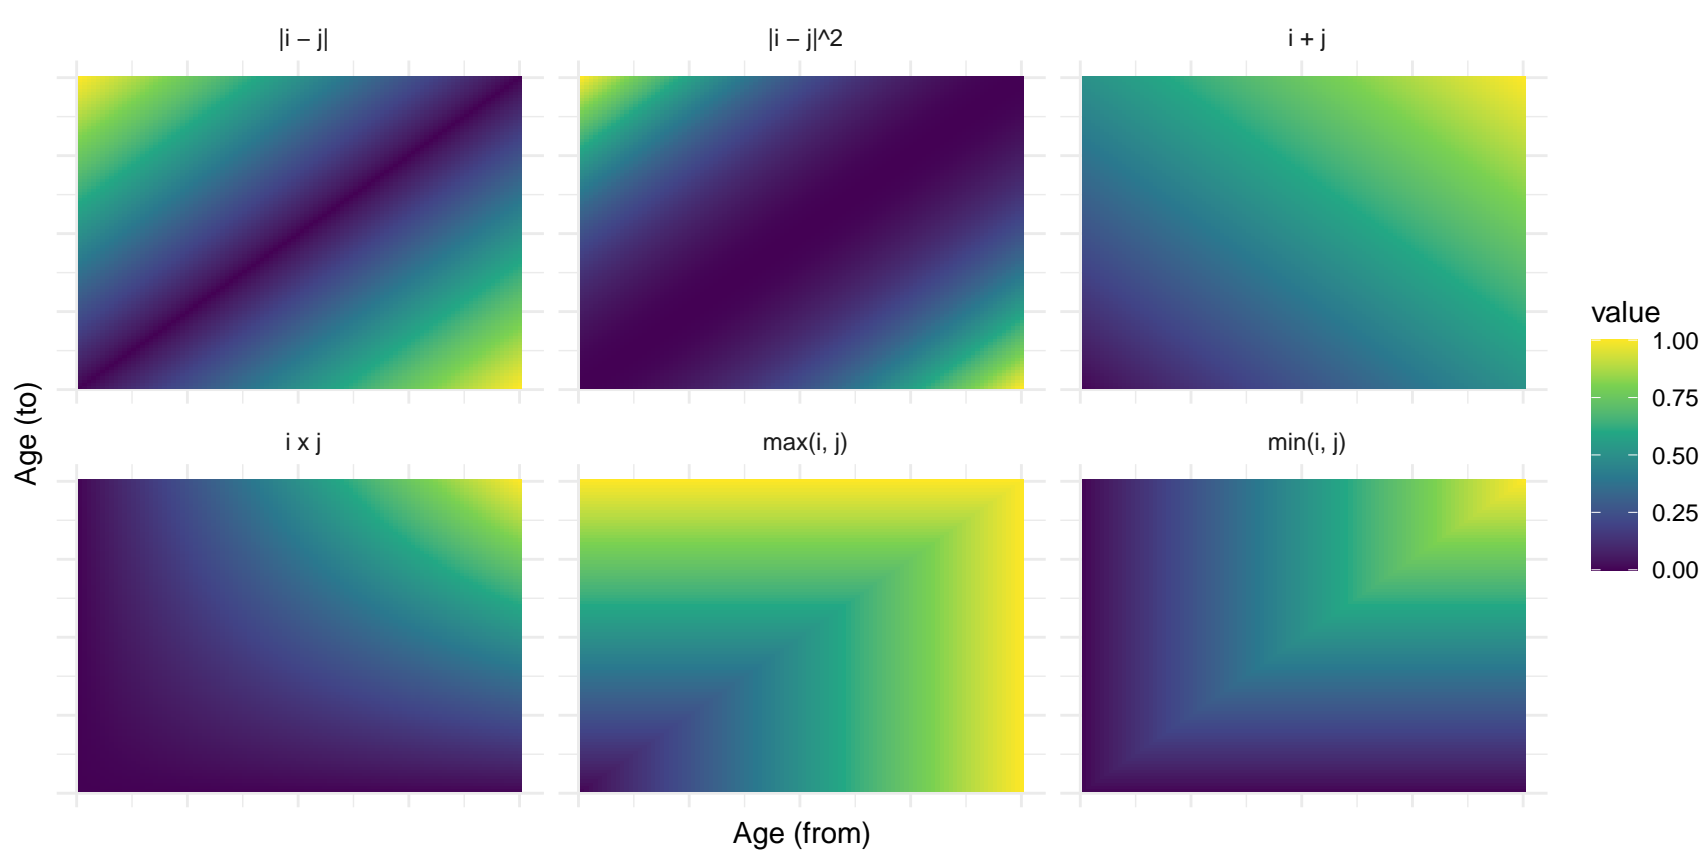 |i − j|
|i − j|^2
i + j
i x j
max(i, j)
min(i, j)
Age (to)
Age (from)
value
1.00
0.75
0.50
0.25
0.00